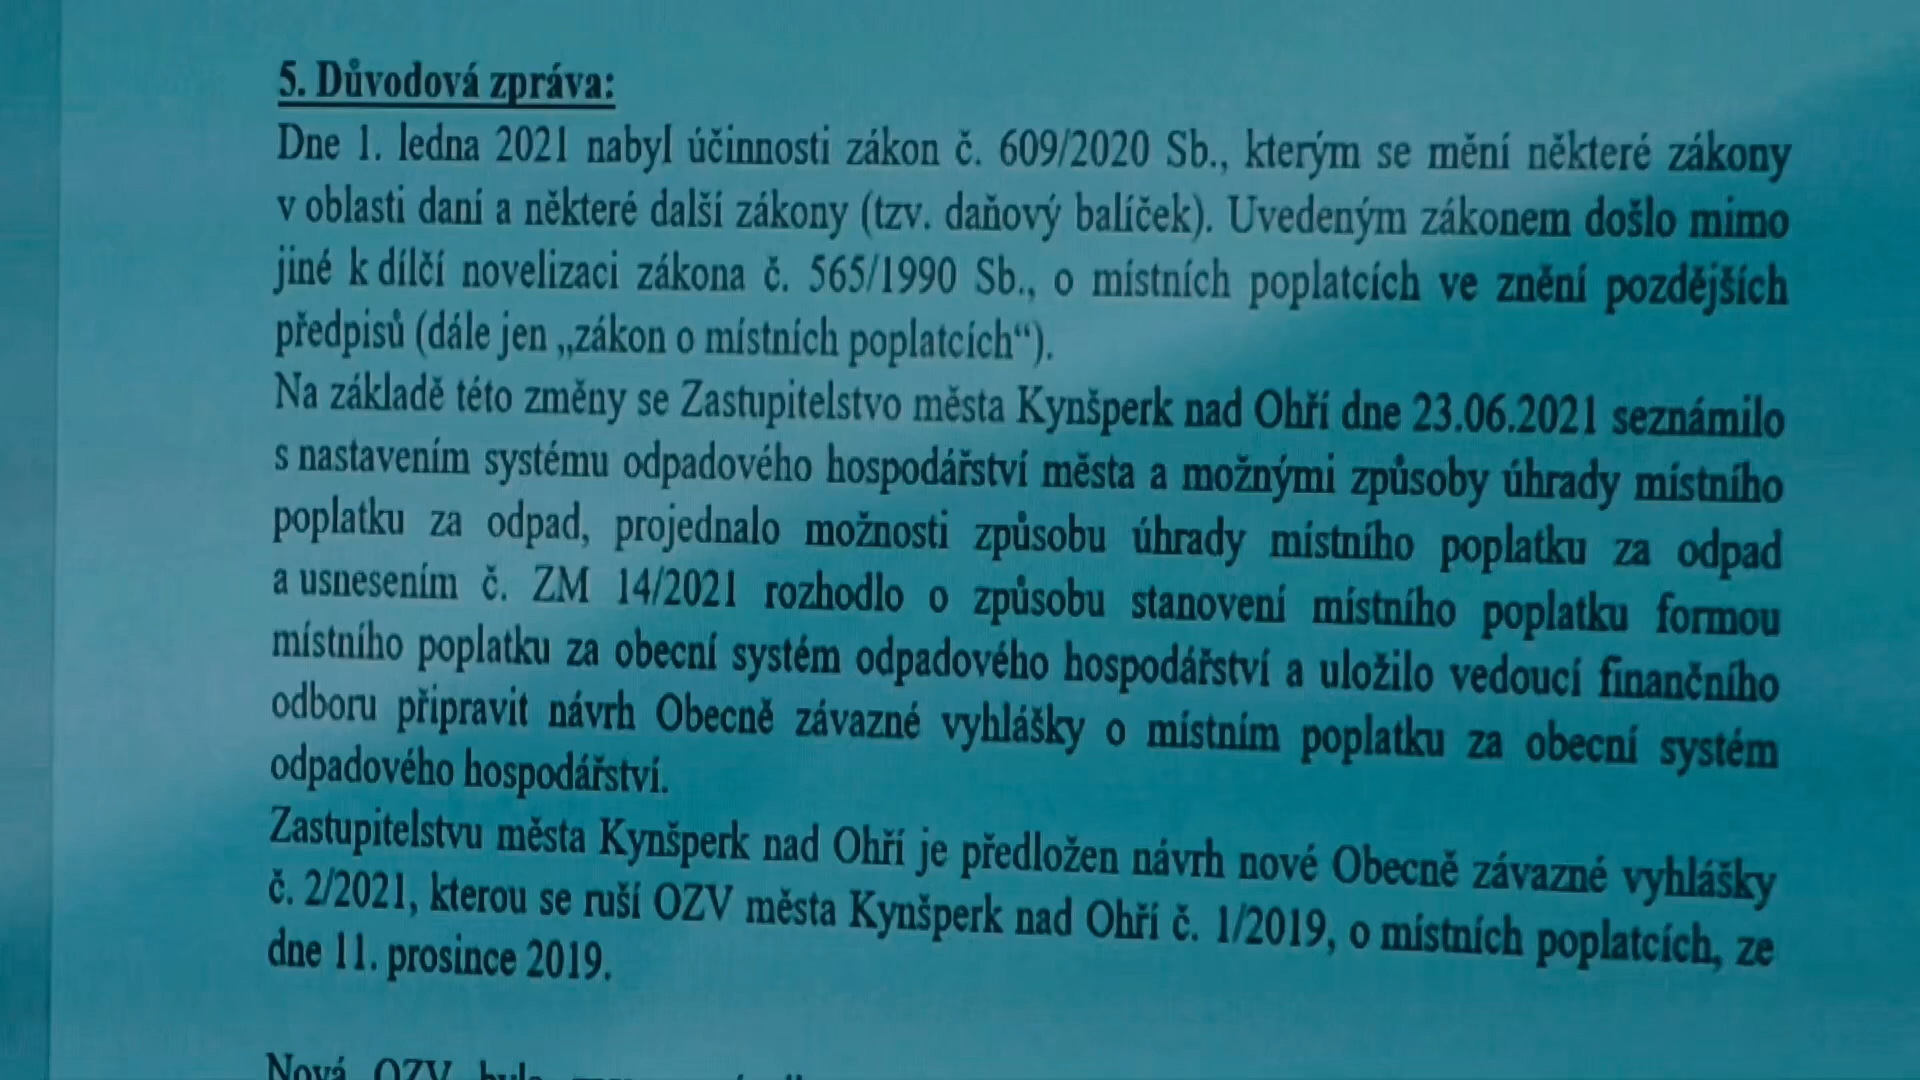 5. Důvodová zpráva:
Dne 1. ledna 2021 nabyl účinnosti zákon č. 609/2020 Sb., kterým se mění některé zákony
v oblasti daní a některé další zákony (tzv. daňový balíček). Uvedeným zákonem došlo mimo
jiné k dílčí novelizaci zákona č. 565/1990 Sb., o místních poplatcích ve znění pozdějších
předpisů (dále jen „zákon o místních poplatcích“).
Na základě této změny se Zastupitelstvo města Kynšperk nad Ohří dne 23.06.2021 seznámilo
s nastavením systému odpadového hospodářství města a možnými způsoby úhrady místního
poplatku za odpad, projednalo možnosti způsobu úhrady místního poplatku za odpad
a usnesením č. ZM 14/2021 rozhodlo o způsobu stanovení místního poplatku formou
místního poplatku za obecní systém odpadového hospodářství a uložilo vedoucí finančního
odboru připravit návrh Obecně závazné vyhlášky o místním poplatku za obecní systém
odpadového hospodářství.
Zastupitelstvu města Kynšperk nad Ohří je předložen návrh nové Obecně závazné vyhlášky
č. 2/2021, kterou se ruší OZV města Kynšperk nad Ohří č. 1/2019, o místních poplatcích, ze
dne 11. prosince 2019.
Nová OZV